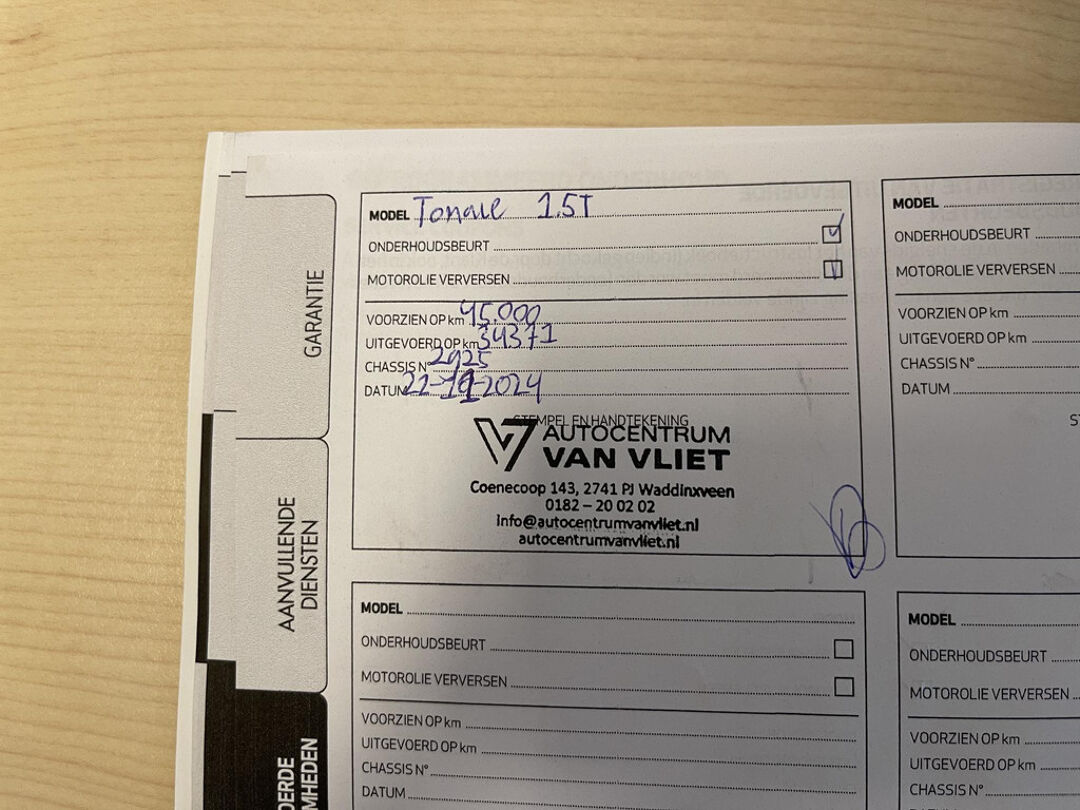 GARANTIE
AANVULLENDE
DIENSTEN
MODEL Tonale 1.5T
ONDERHOUDSBEURT
MOTOROLIE VERVERSEN
VOORZIEN OP km 45.000
UITGEVOERD OP km 34371
CHASSIS N° 2925
DATUM
STEMPEL EN HANDTEKENING
AUTOCENTRUM
VAN VLIET
Coenecoop 143, 2741 PJ Waddinxveen
0182 – 20 02 02
info@autocentrumvanvliet.nl
autocentrumvanvliet.nl
MODEL
ONDERHOUDSBEURT
MOTOROLIE VERVERSEN
VOORZIEN OP km
UITGEVOERD OP km
CHASSIS N°
DATUM
MODEL
ONDERHOUDSBEURT
MOTOROLIE VERVERSEN
VOORZIEN OP km
UITGEVOERD OP km
CHASSIS N°
DATUM
MODEL
ONDERHOUDSBEURT
MOTOROLIE VERVERSEN
VOORZIEN OP km
UITGEVOERD OP km
CHASSIS N°